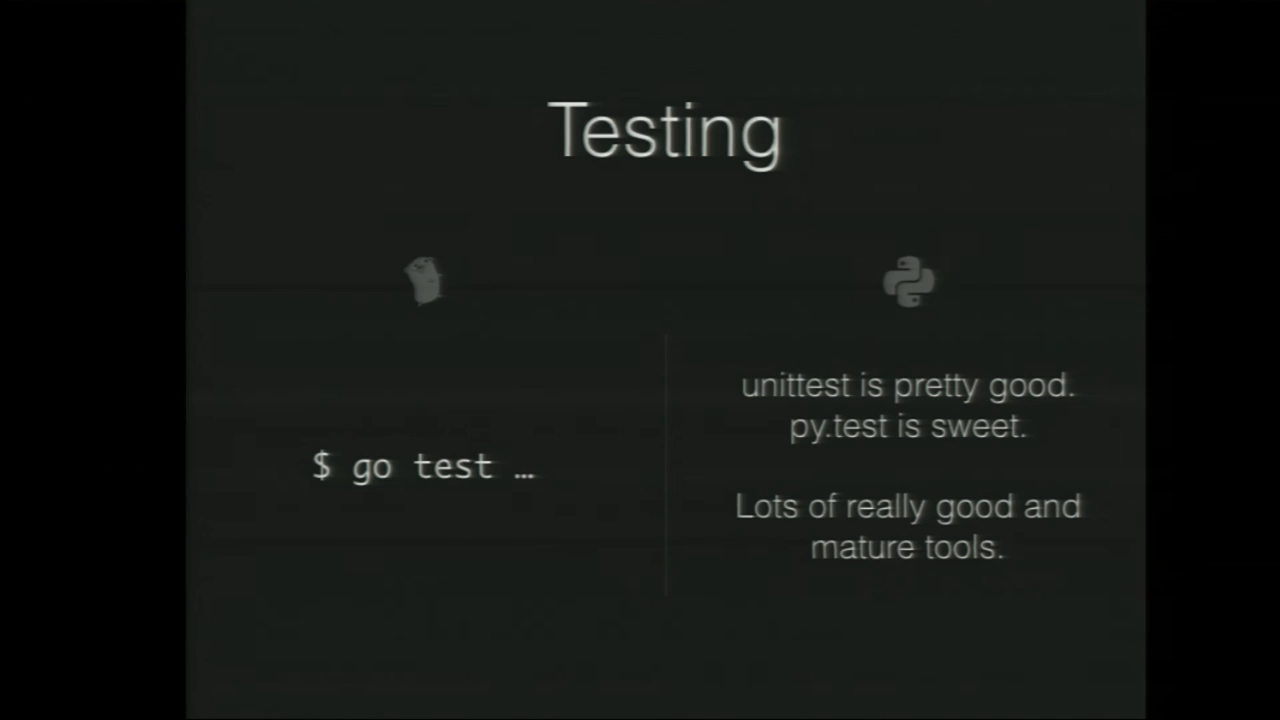 Testing
$ go test …
unittest is pretty good.
py.test is sweet.
Lots of really good and
mature tools.